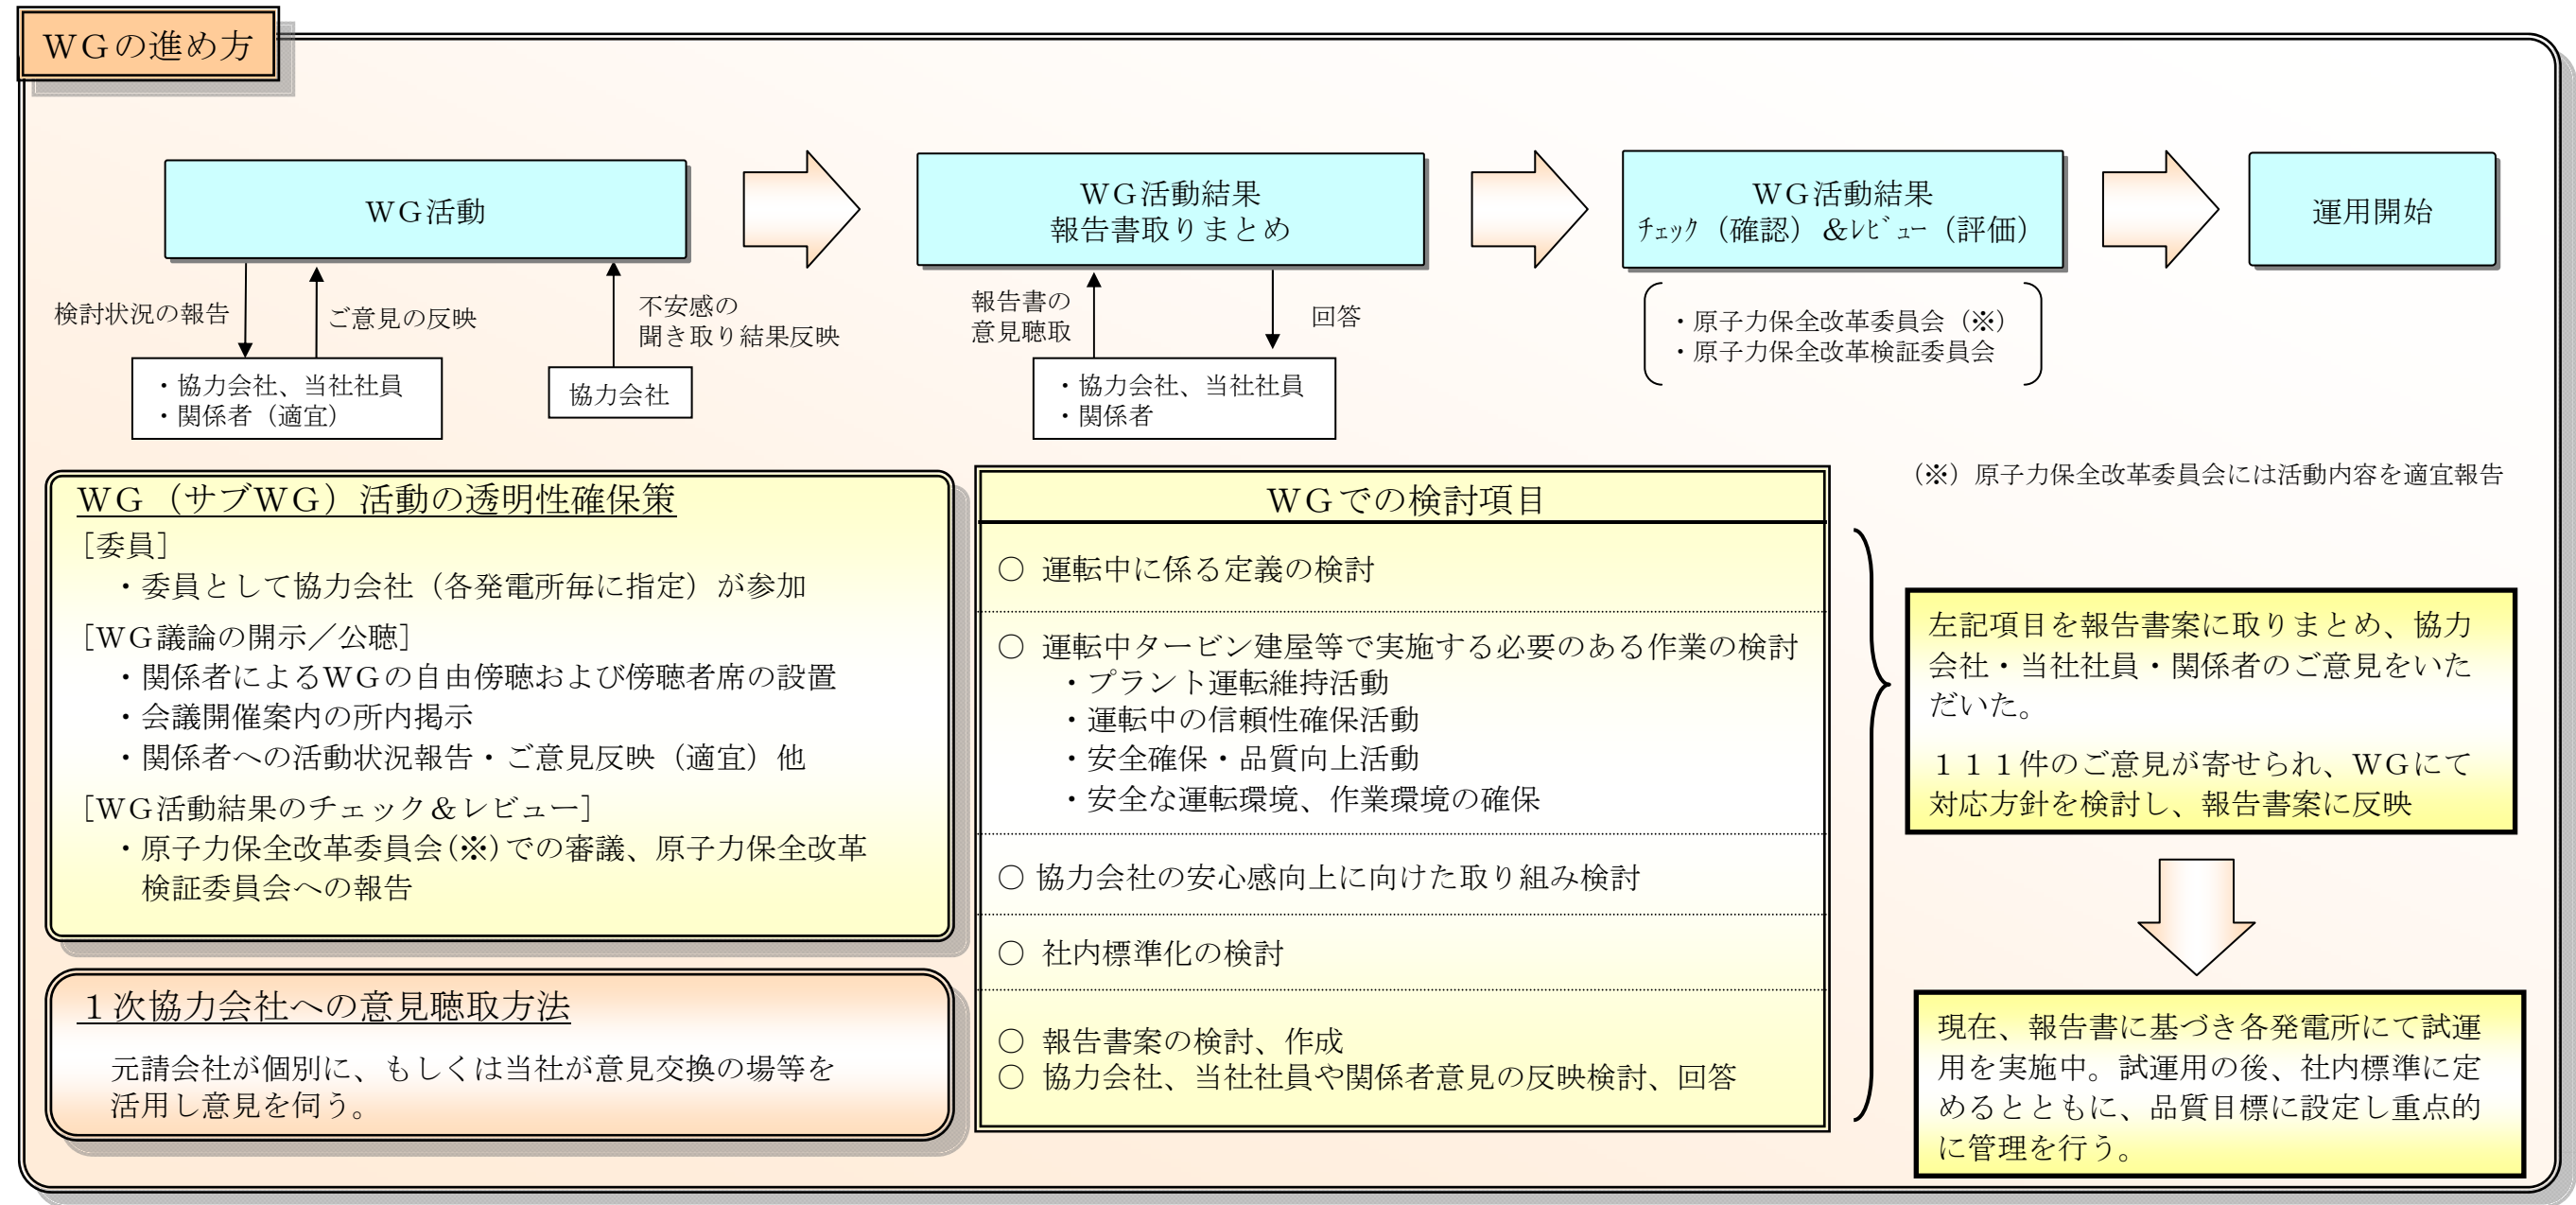 ＷＧの進め方
ＷＧ活動
ＷＧ活動結果
報告書取りまとめ
ＷＧ活動結果
ﾁｪｯｸ（確認）＆ﾚﾋﾞｭｰ（評価）
運用開始
検討状況の報告
ご意見の反映
不安感の
聞き取り結果反映
報告書の
意見聴取
回答
・原子力保全改革委員会（※）
・原子力保全改革検証委員会
・協力会社、当社社員
・関係者（適宜）
協力会社
・協力会社、当社社員
・関係者
（※）原子力保全改革委員会には活動内容を適宜報告
ＷＧ（サブＷＧ）活動の透明性確保策
［委員］
・委員として協力会社（各発電所毎に指定）が参加
［ＷＧ議論の開示／公聴］
・関係者によるＷＧの自由傍聴および傍聴者席の設置
・会議開催案内の所内掲示
・関係者への活動状況報告・ご意見反映（適宜）他
［ＷＧ活動結果のチェック＆レビュー］
・原子力保全改革委員会(※)での審議、原子力保全改革
検証委員会への報告
１次協力会社への意見聴取方法
元請会社が個別に、もしくは当社が意見交換の場等を
活用し意見を伺う。
ＷＧでの検討項目
○ 運転中に係る定義の検討
○ 運転中タービン建屋等で実施する必要のある作業の検討
・プラント運転維持活動
・運転中の信頼性確保活動
・安全確保・品質向上活動
・安全な運転環境、作業環境の確保
○ 協力会社の安心感向上に向けた取り組み検討
○ 社内標準化の検討
○ 報告書案の検討、作成
○ 協力会社、当社社員や関係者意見の反映検討、回答
左記項目を報告書案に取りまとめ、協力
会社・当社社員・関係者のご意見をいた
だいた。
１１１件のご意見が寄せられ、ＷＧにて
対応方針を検討し、報告書案に反映
現在、報告書に基づき各発電所にて試運
用を実施中。試運用の後、社内標準に定
めるとともに、品質目標に設定し重点的
に管理を行う。